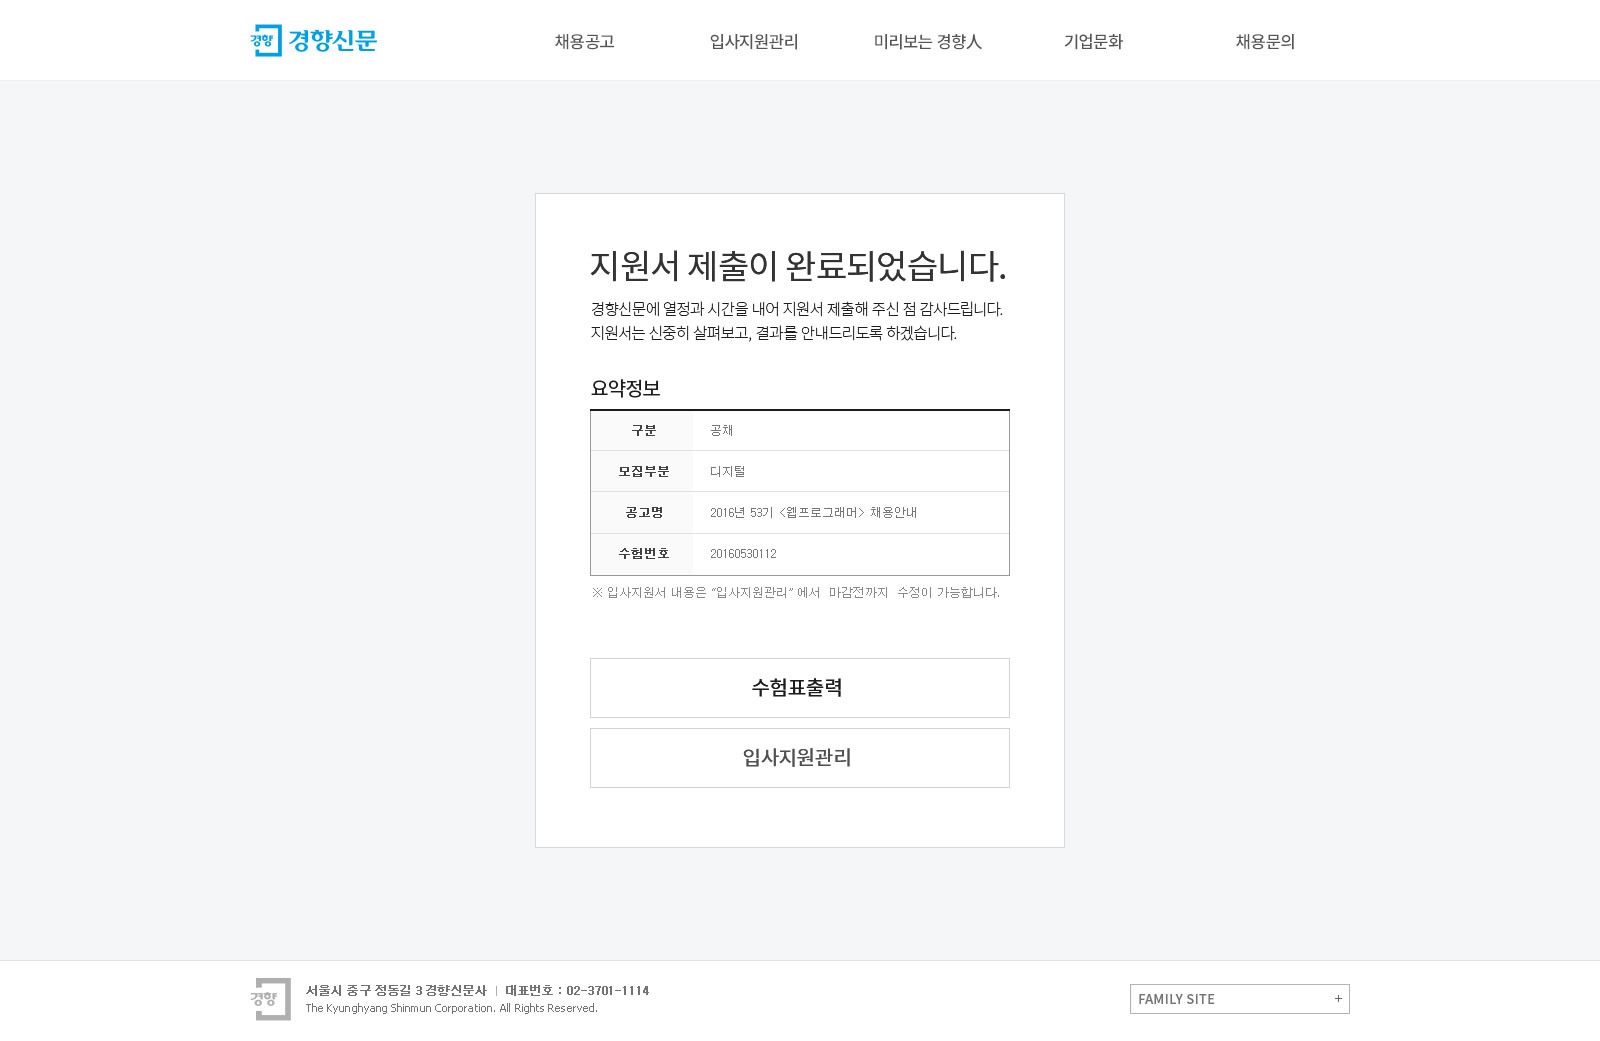 경향 경향신문
채용공고 입사지원관리 미리보는 경향人 기업문화 채용문의
지원서 제출이 완료되었습니다.
경향신문에 열정과 시간을 내어 지원서 제출해 주신 점 감사드립니다.
지원서는 신중히 살펴보고, 결과를 안내드리도록 하겠습니다.
요약정보
구분 공채
모집부분 디지털
공고명 2016년 53기 <웹프로그래머> 채용안내
수험번호 20160530112
※ 입사지원서 내용은 “입사지원관리” 에서 마감전까지 수정이 가능합니다.
수험표출력
입사지원관리
경향 서울시 중구 정동길 3 경향신문사 | 대표번호 : 02-3701-1114
The Kyunghyang Shinmun Corporation. All Rights Reserved.
FAMILY SITE +